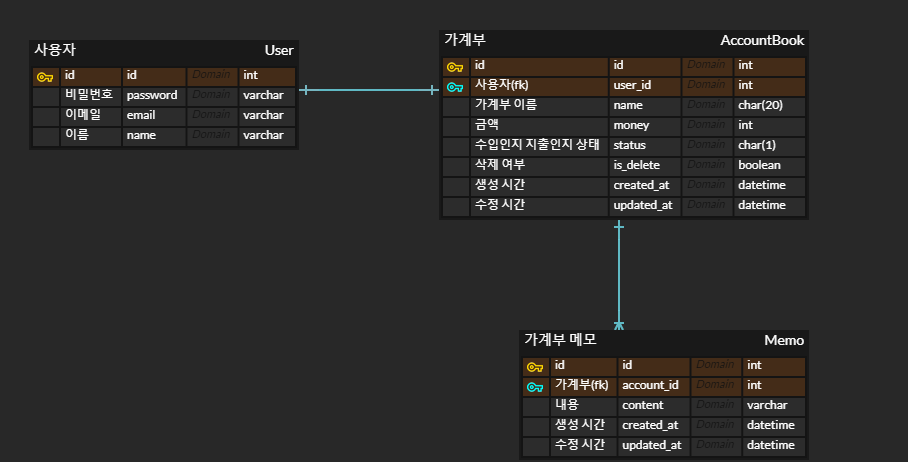 사용자 User
id id Domain int
비밀번호 password Domain varchar
이메일 email Domain varchar
이름 name Domain varchar
가계부 AccountBook
id id Domain int
사용자(fk) user_id Domain int
가계부 이름 name Domain char(20)
금액 money Domain int
수입인지 지출인지 상태 status Domain char(1)
삭제 여부 is_delete Domain boolean
생성 시간 created_at Domain datetime
수정 시간 updated_at Domain datetime
가계부 메모 Memo
id id Domain int
가계부(fk) account_id Domain int
내용 content Domain varchar
생성 시간 created_at Domain datetime
수정 시간 updated_at Domain datetime